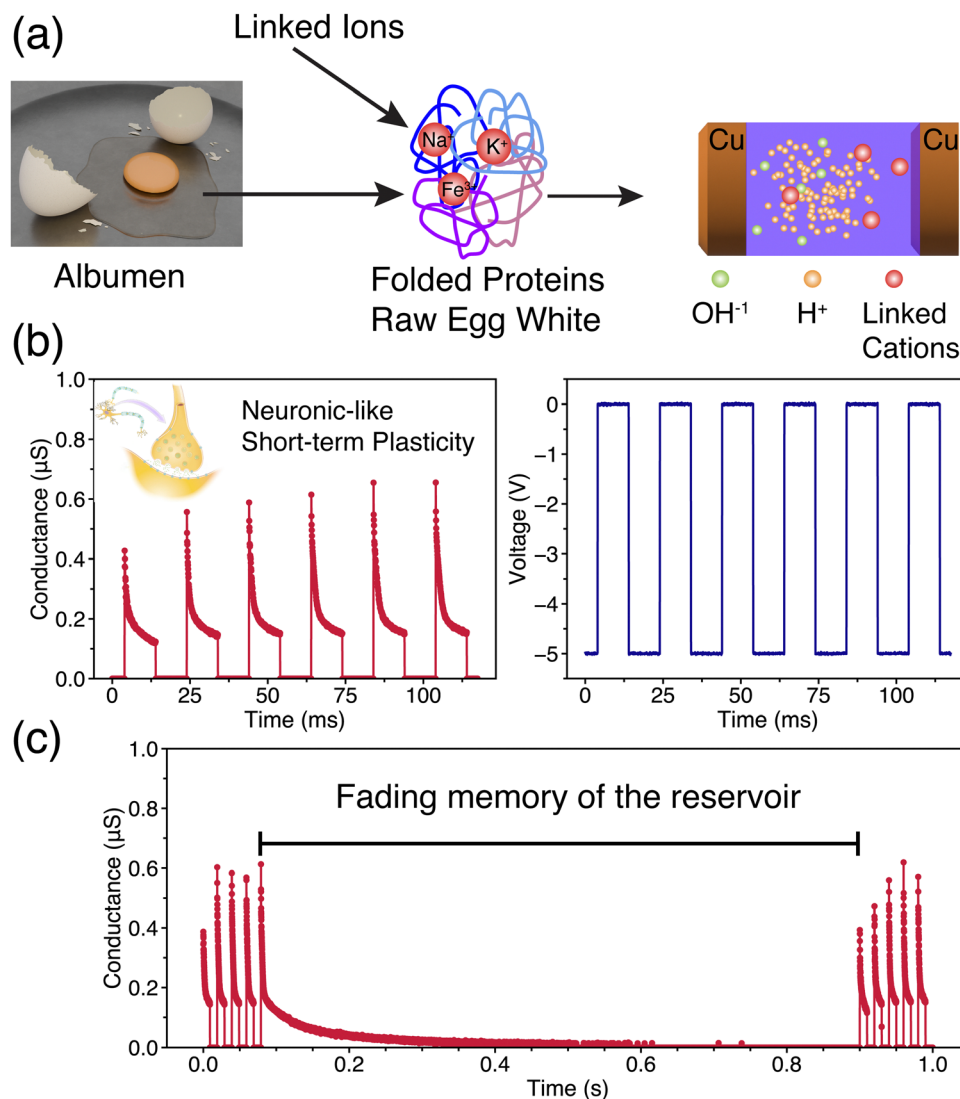 (a)
Linked Ions
Na⁺
K⁺
Fe³
Cu
Cu
Albumen
Folded Proteins
Raw Egg White
OH⁻¹
H⁺
Linked
Cations
(b)
Conductance (µS)
1.0
0.8
0.6
0.4
0.2
0.0
Neuronic-like
Short-term Plasticity
0
25
50
75
100
Time (ms)
Voltage (V)
0
−1
−2
−3
−4
−5
0
25
50
75
100
Time (ms)
(c)
Conductance (µS)
1.0
0.8
0.6
0.4
0.2
0.0
Fading memory of the reservoir
0.0
0.2
0.4
0.6
0.8
1.0
Time (s)